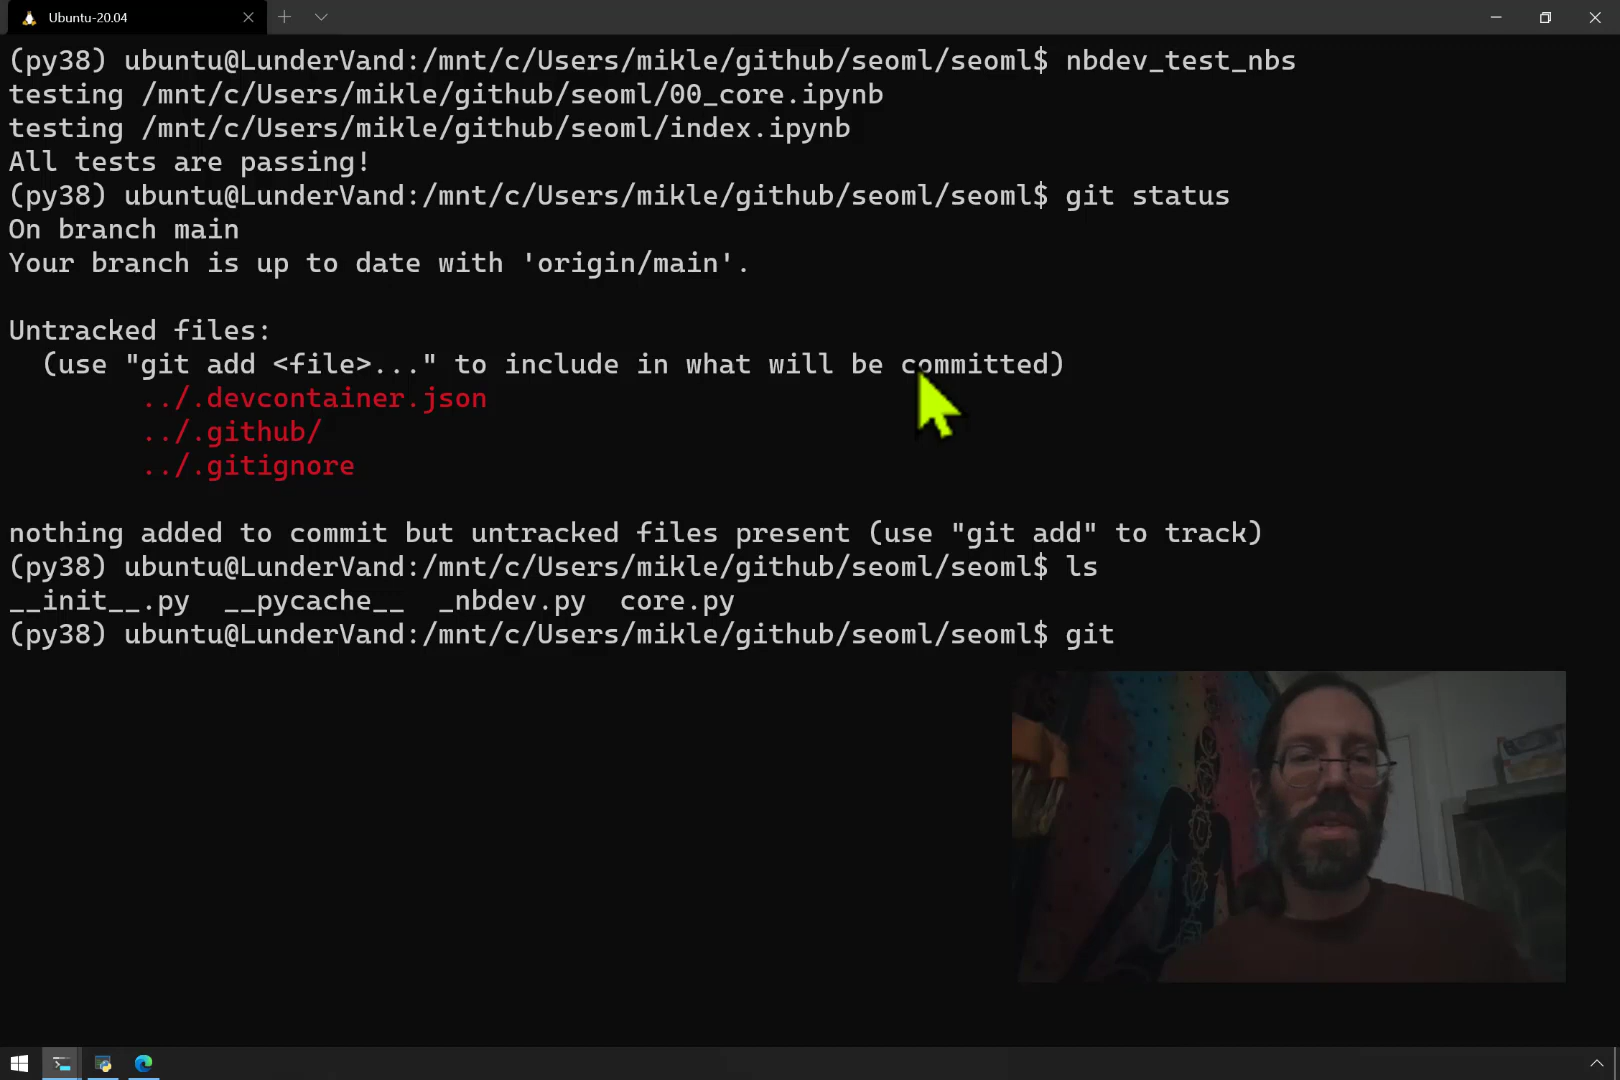 Ubuntu-20.04
(py38) ubuntu@LunderVand:/mnt/c/Users/mikle/github/seoml/seoml$ nbdev_test_nbs
testing /mnt/c/Users/mikle/github/seoml/00_core.ipynb
testing /mnt/c/Users/mikle/github/seoml/index.ipynb
All tests are passing!
(py38) ubuntu@LunderVand:/mnt/c/Users/mikle/github/seoml/seoml$ git status
On branch main
Your branch is up to date with 'origin/main'.
Untracked files:
(use "git add <file>..." to include in what will be committed)
../.devcontainer.json
../.github/
../.gitignore
nothing added to commit but untracked files present (use "git add" to track)
(py38) ubuntu@LunderVand:/mnt/c/Users/mikle/github/seoml/seoml$ ls
__init__.py  __pycache__  _nbdev.py  core.py
(py38) ubuntu@LunderVand:/mnt/c/Users/mikle/github/seoml/seoml$ git